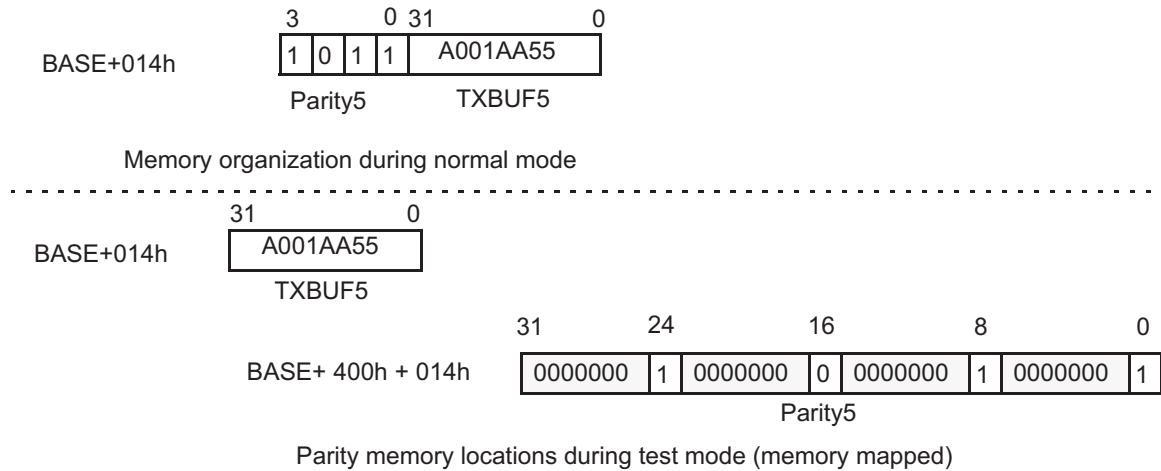 3 0 31 0
BASE+014h 1 0 1 1 A001AA55
Parity5 TXBUF5
Memory organization during normal mode
31 0
BASE+014h A001AA55
TXBUF5
31 24 16 8 0
BASE+ 400h + 014h 0000000 1 0000000 0 0000000 1 0000000 1
Parity5
Parity memory locations during test mode (memory mapped)